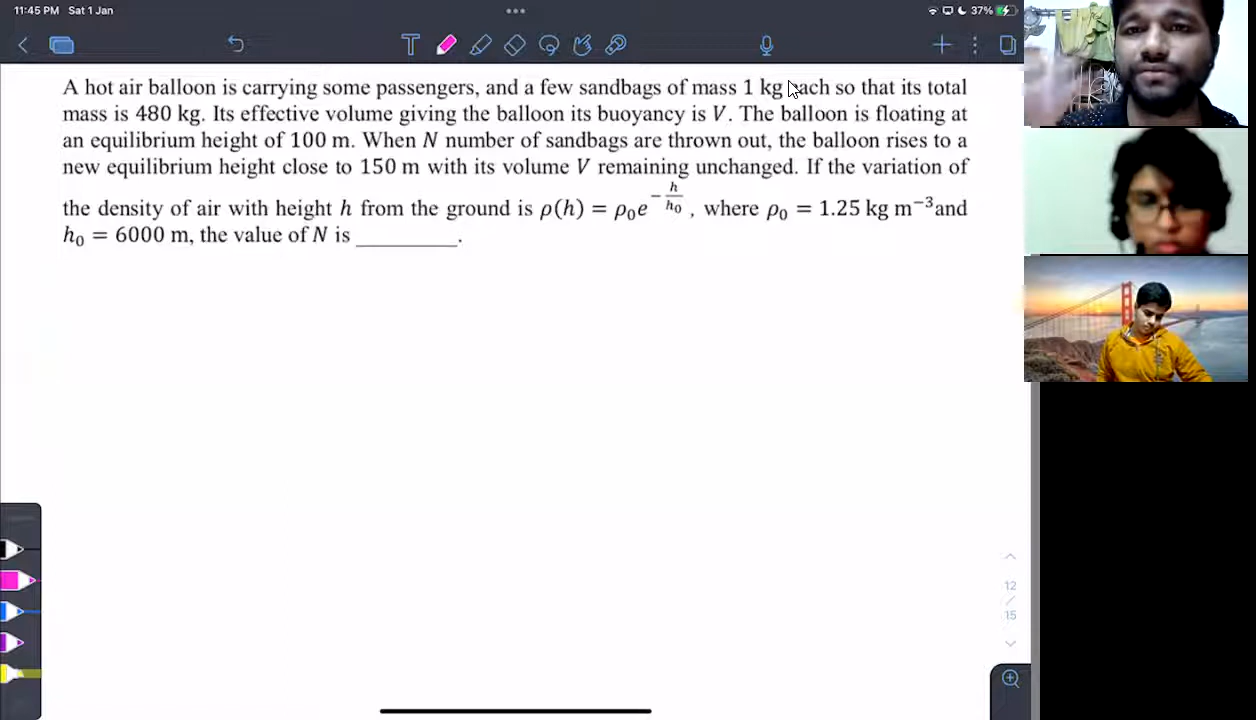 11:45 PM Sat 1 Jan
37%
A hot air balloon is carrying some passengers, and a few sandbags of mass 1 kg each so that its total
mass is 480 kg. Its effective volume giving the balloon its buoyancy is V. The balloon is floating at
an equilibrium height of 100 m. When N number of sandbags are thrown out, the balloon rises to a
new equilibrium height close to 150 m with its volume V remaining unchanged. If the variation of
the density of air with height h from the ground is ρ(h) = ρ₀e^(−h/h₀) , where ρ₀ = 1.25 kg m⁻³and
h₀ = 6000 m, the value of N is _________.
12
/
15